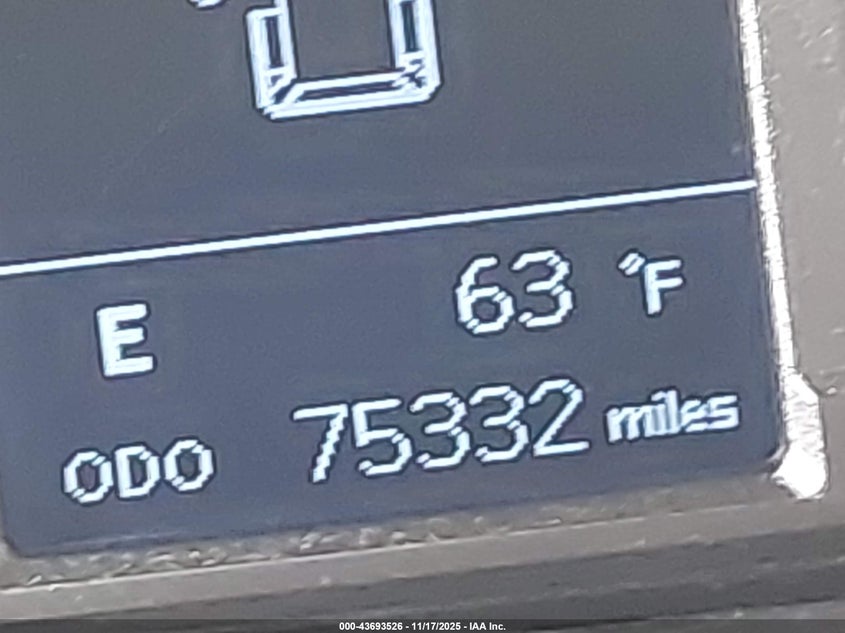 E 63 °F
ODO 75332 miles
000-43693526 - 11/17/2025 - IAA Inc.